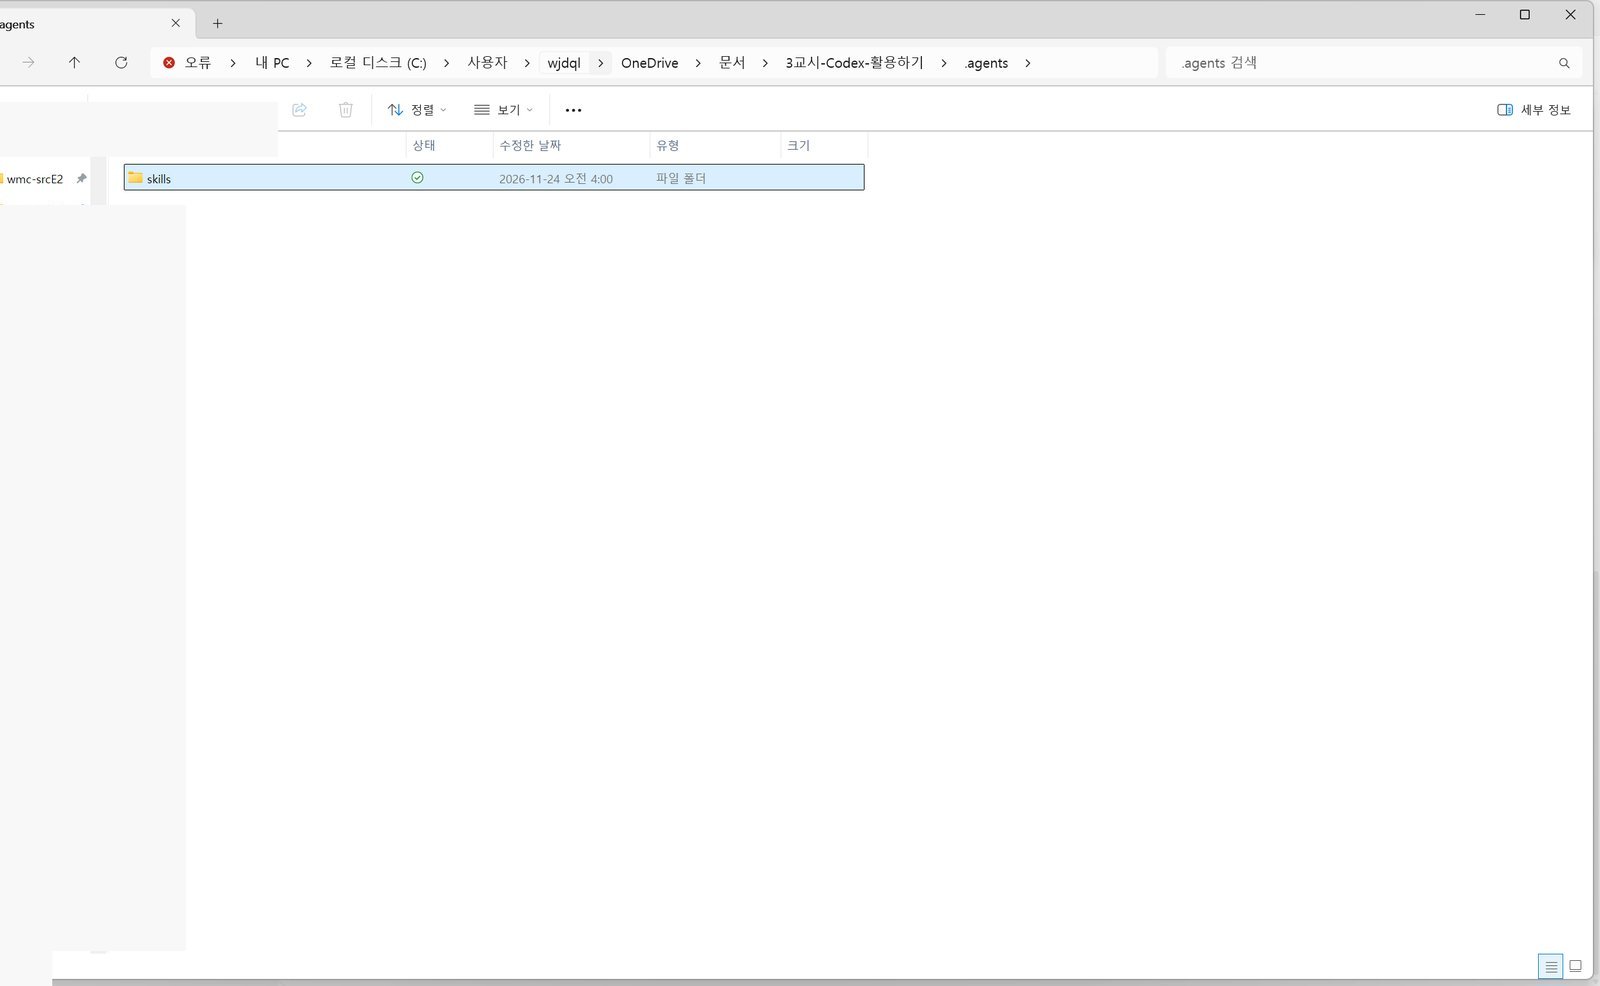 agents
오류 > 내 PC > 로컬 디스크 (C:) > 사용자 > wjdql > OneDrive > 문서 > 3교시-Codex-활용하기 > .agents >
.agents 검색
정렬
보기
세부 정보
상태
수정한 날짜
유형
크기
wmc-srcE2
skills
2026-11-24 오전 4:00
파일 폴더